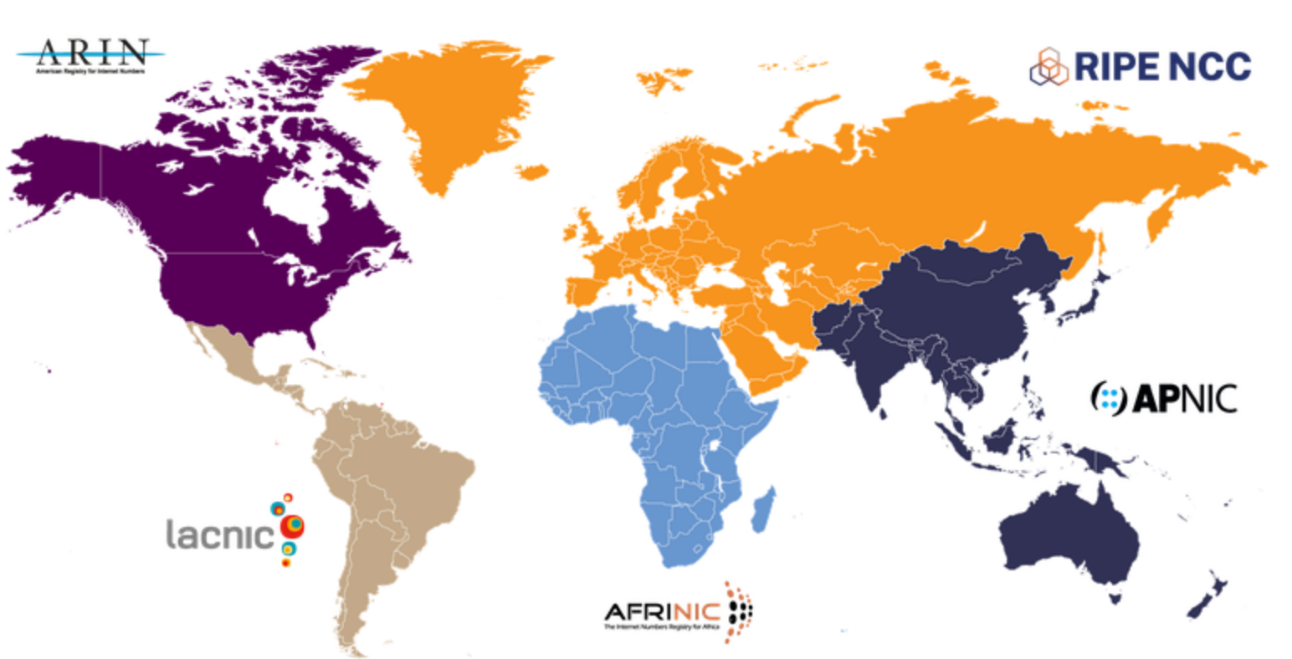 ARIN
American Registry for Internet Numbers
RIPE NCC
APNIC
lacnic
AFRINIC
The Internet Numbers Registry for Africa